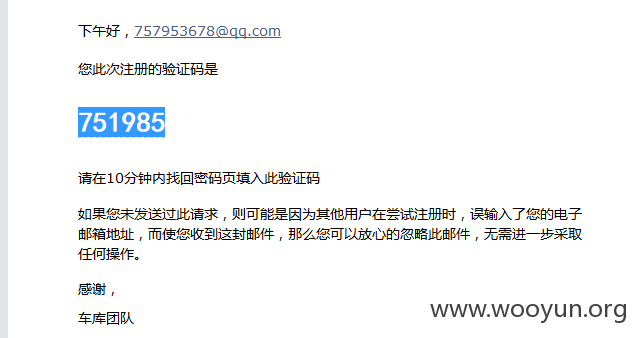 下午好，757953678@qq.com
您此次注册的验证码是
751985
请在10分钟内找回密码页填入此验证码
如果您未发送过此请求，则可能是因为其他用户在尝试注册时，误输入了您的电子
邮箱地址，而使您收到这封邮件，那么您可以放心的忽略此邮件，无需进一步采取
任何操作。
感谢，
车库团队
www.wooyun.org